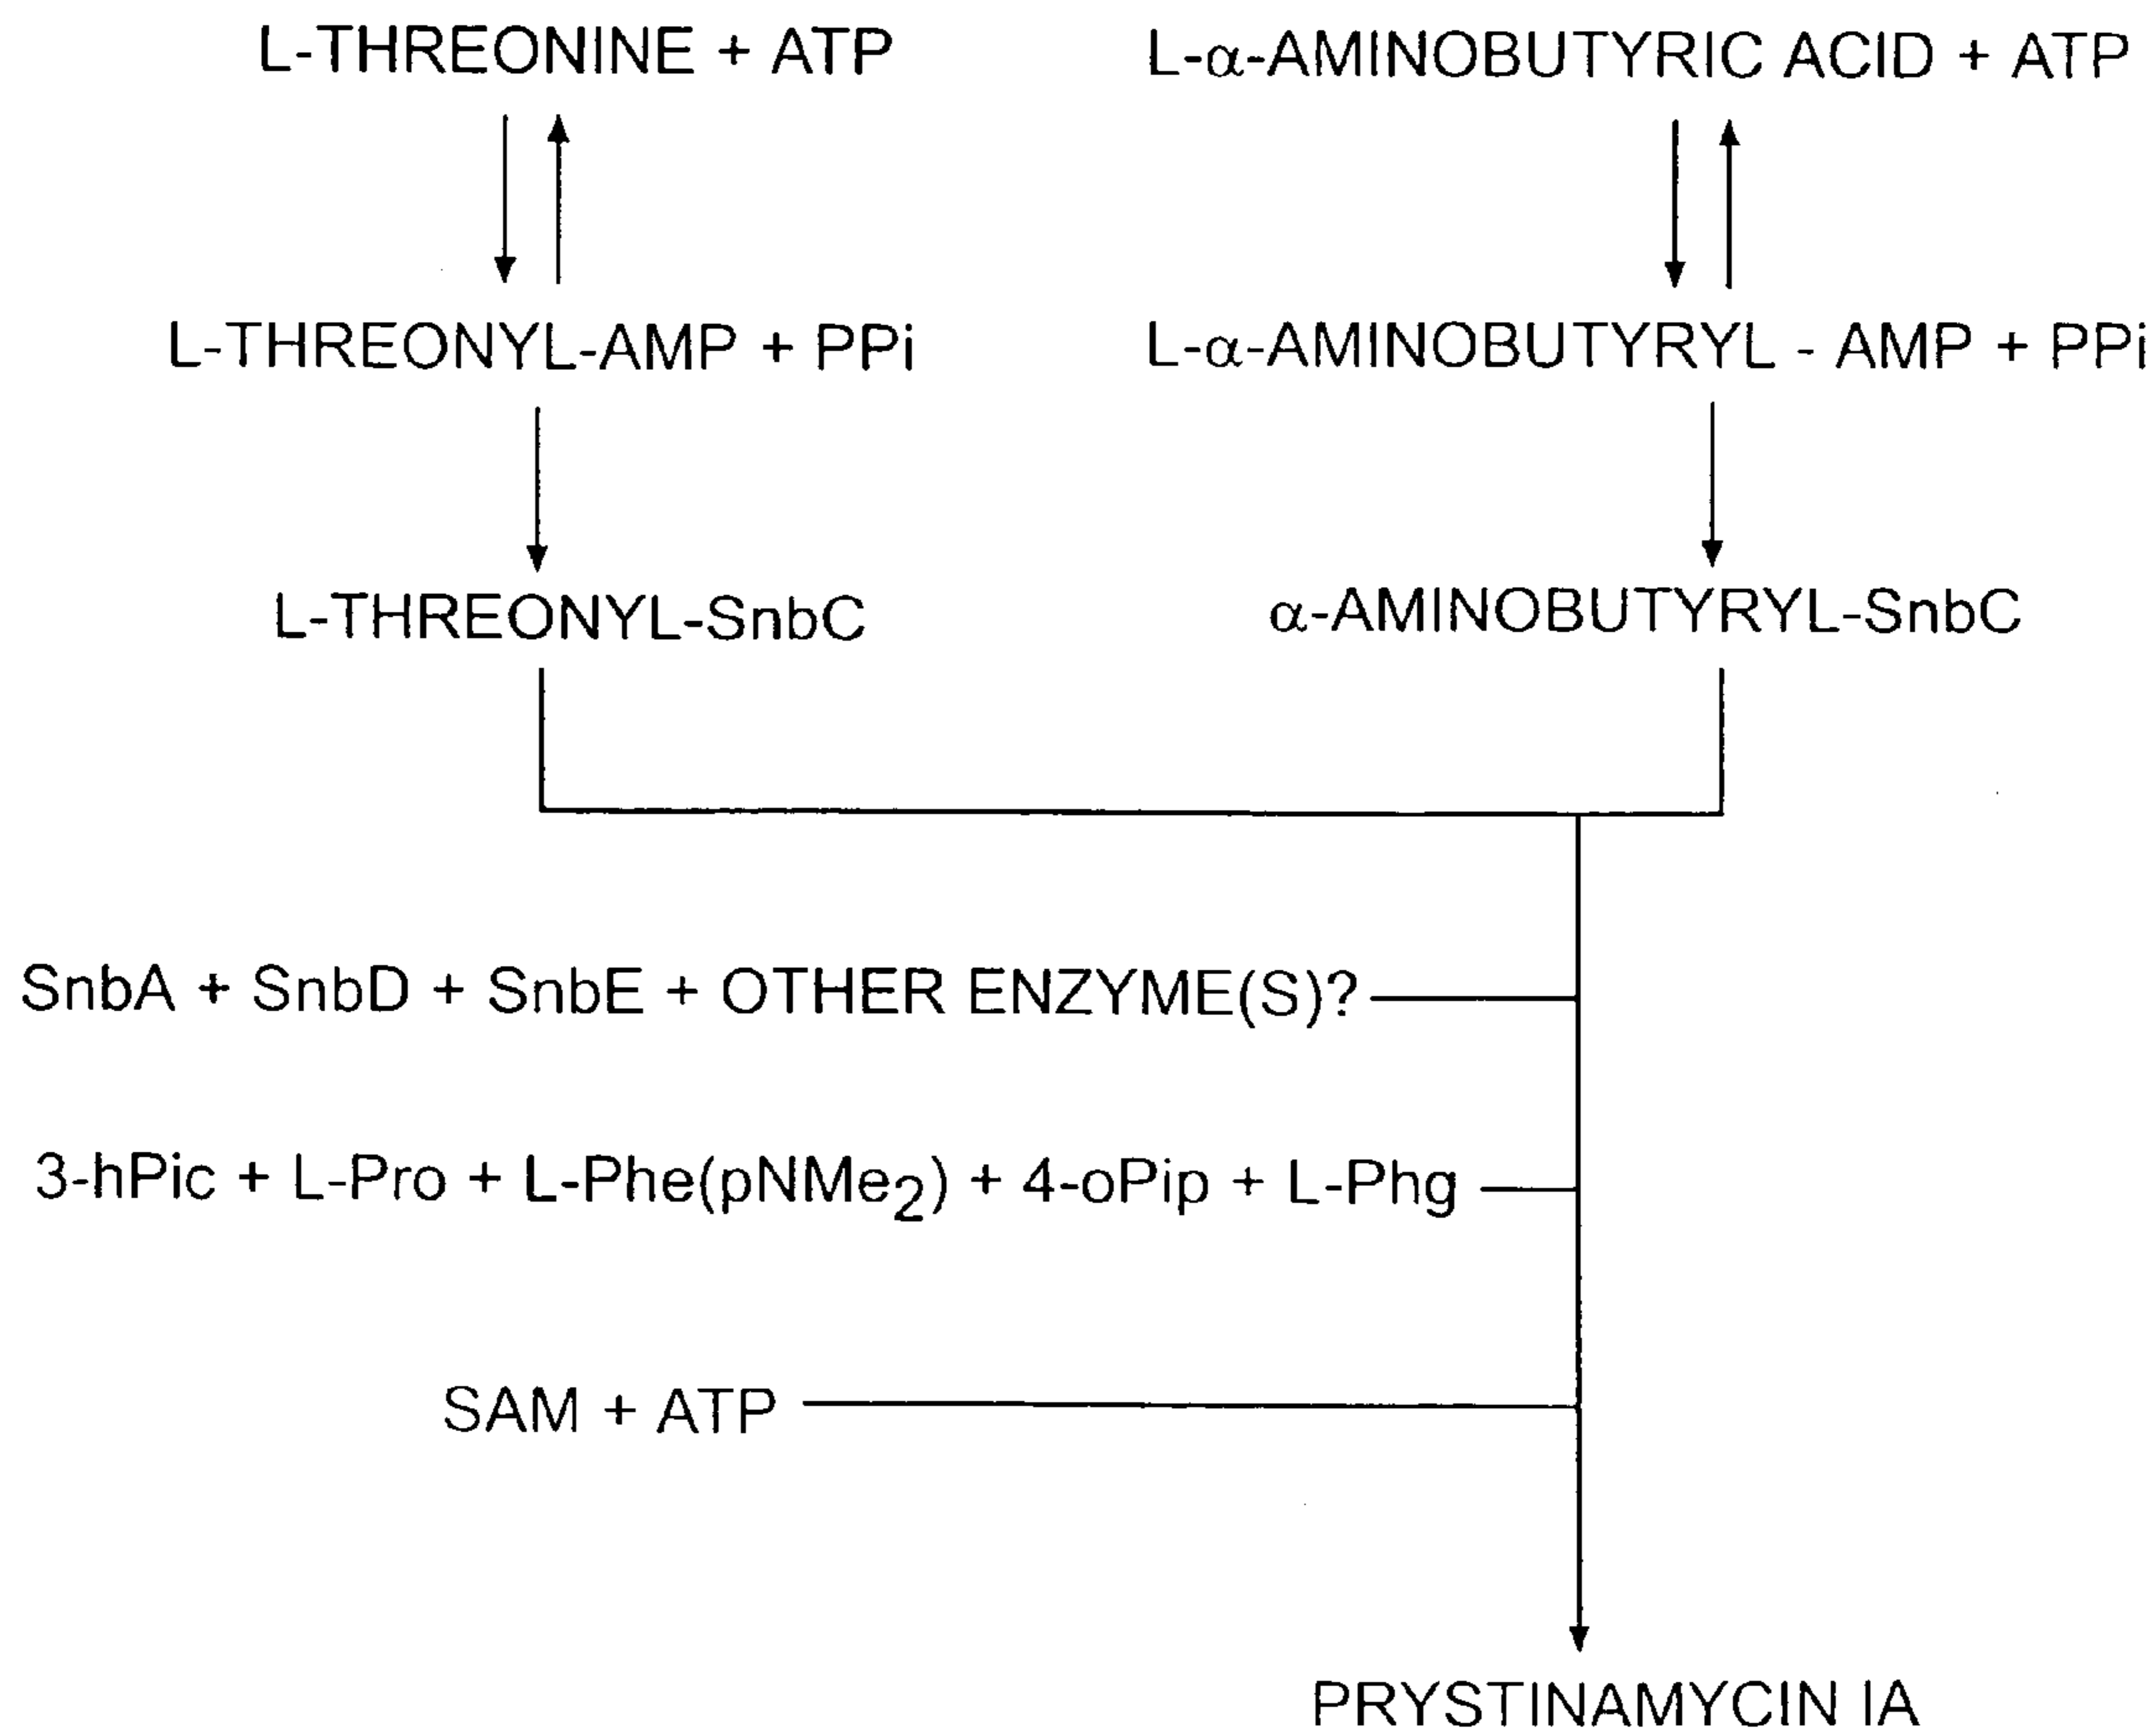 L-THREONINE + ATP
L-α-AMINOBUTYRIC ACID + ATP
L-THREONYL-AMP + PPi
L-α-AMINOBUTYRYL - AMP + PPi
L-THREONYL-SnbC
α-AMINOBUTYRYL-SnbC
SnbA + SnbD + SnbE + OTHER ENZYME(S)?
3-hPic + L-Pro + L-Phe(pNMe₂) + 4-oPip + L-Phg
SAM + ATP
PRYSTINAMYCIN IA